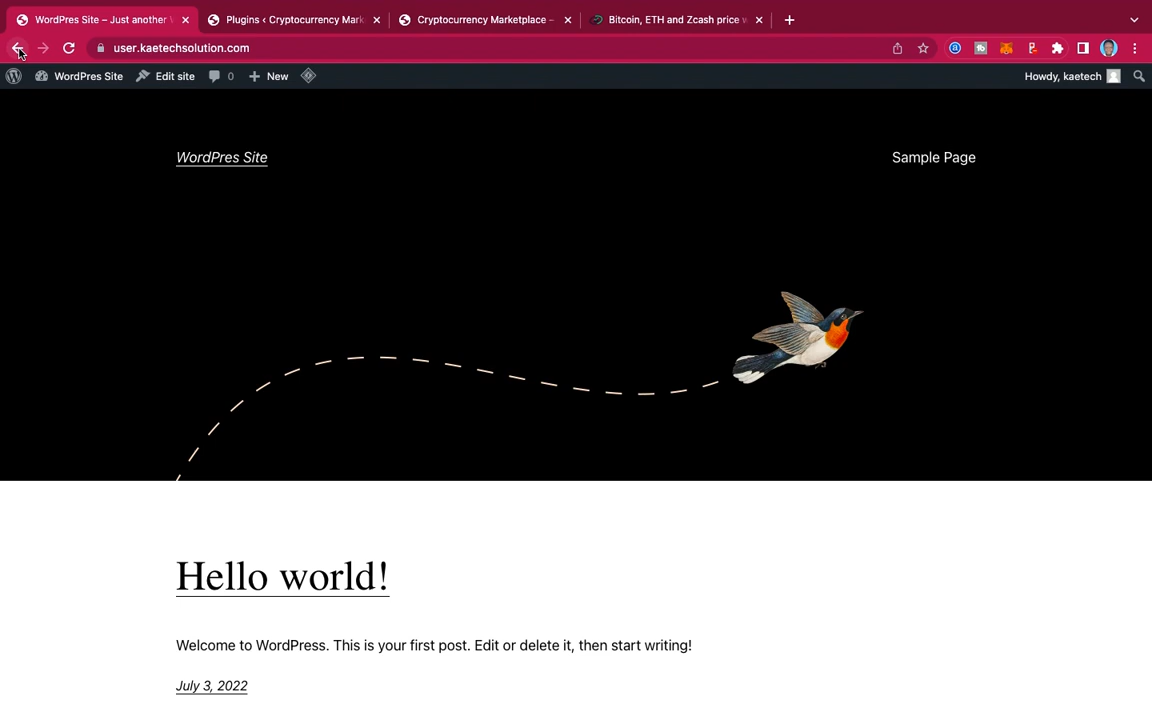 WordPres Site – Just another
Plugins ‹ Cryptocurrency Mark
Cryptocurrency Marketplace –
Bitcoin, ETH and Zcash price w
user.kaetechsolution.com
WordPres Site
Edit site
0
New
Howdy, kaetech
WordPres Site
Sample Page
Hello world!
Welcome to WordPress. This is your first post. Edit or delete it, then start writing!
July 3, 2022